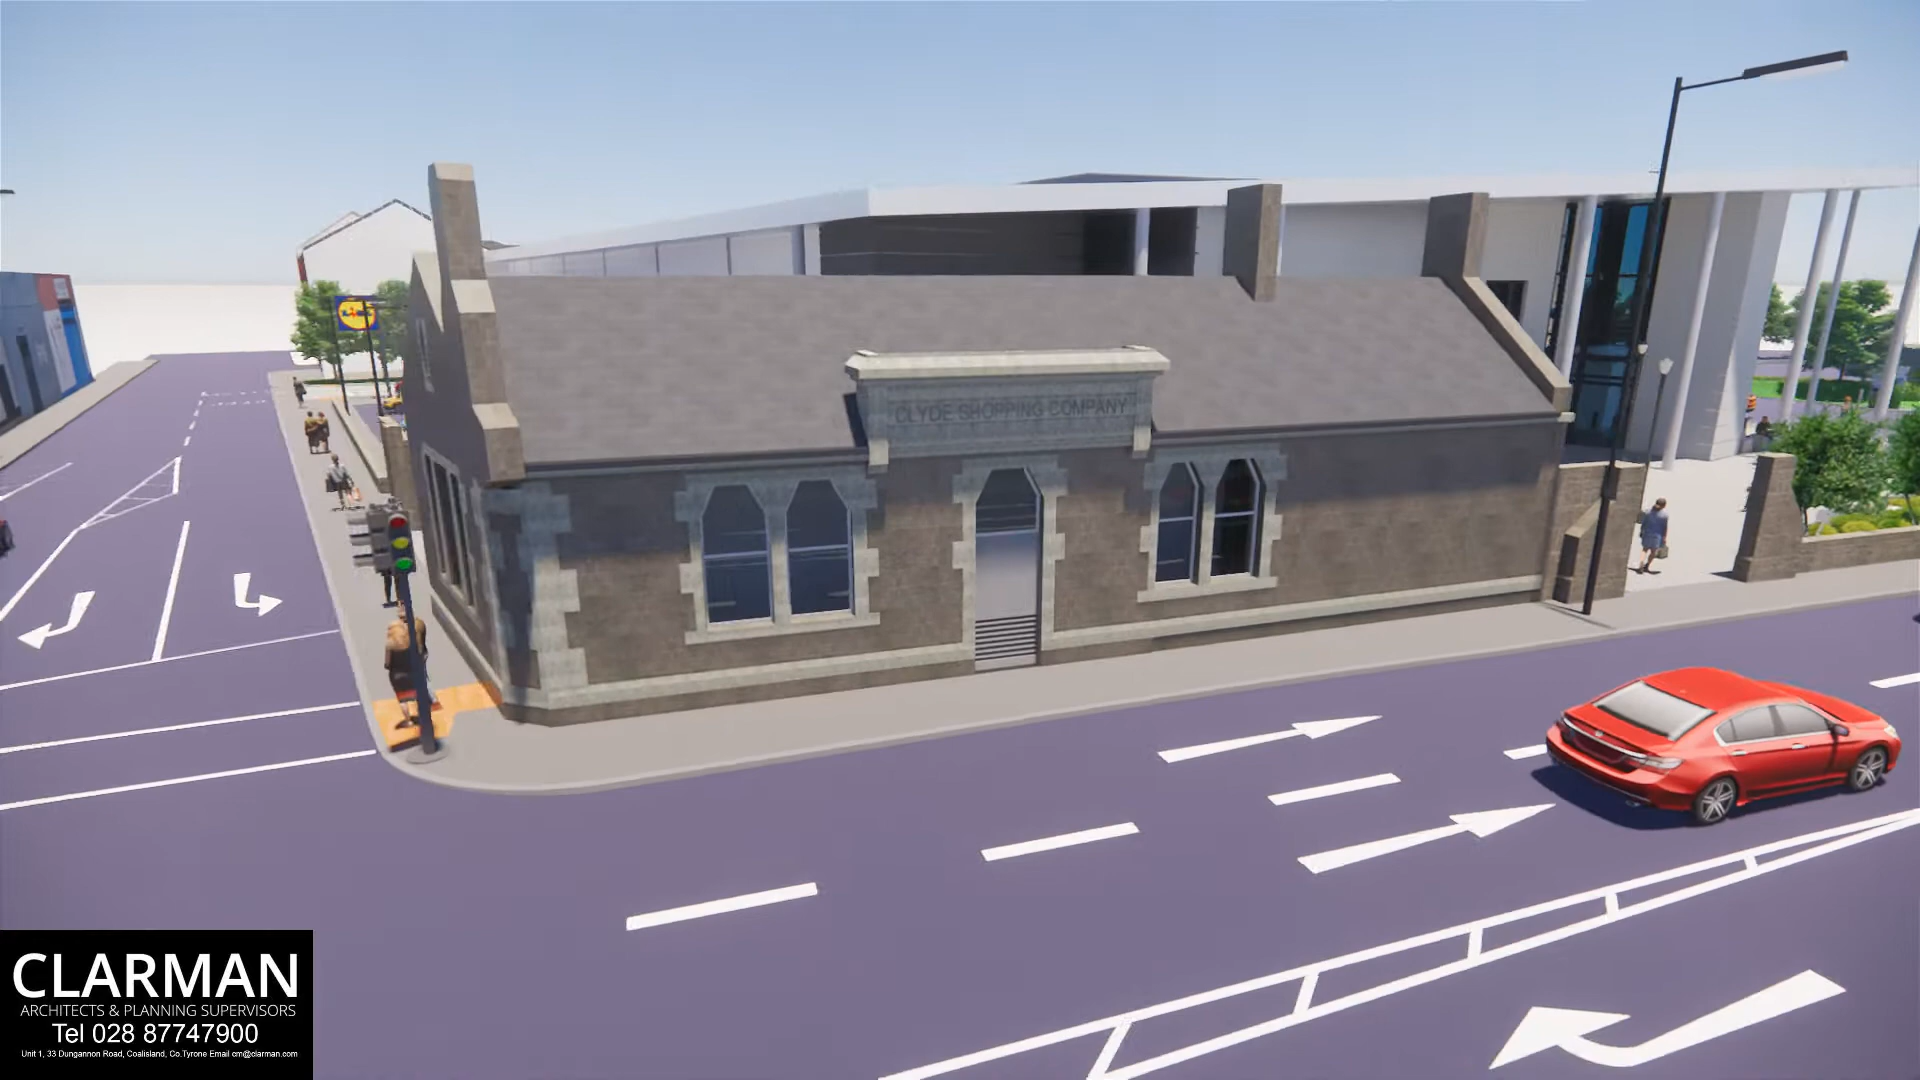 LIDL
CLYDE SHOPPING COMPANY
CLARMAN
ARCHITECTS & PLANNING SUPERVISORS
Tel 028 87747900
Unit 1, 33 Dungannon Road, Coalisland, Co.Tyrone Email cm@clarman.com